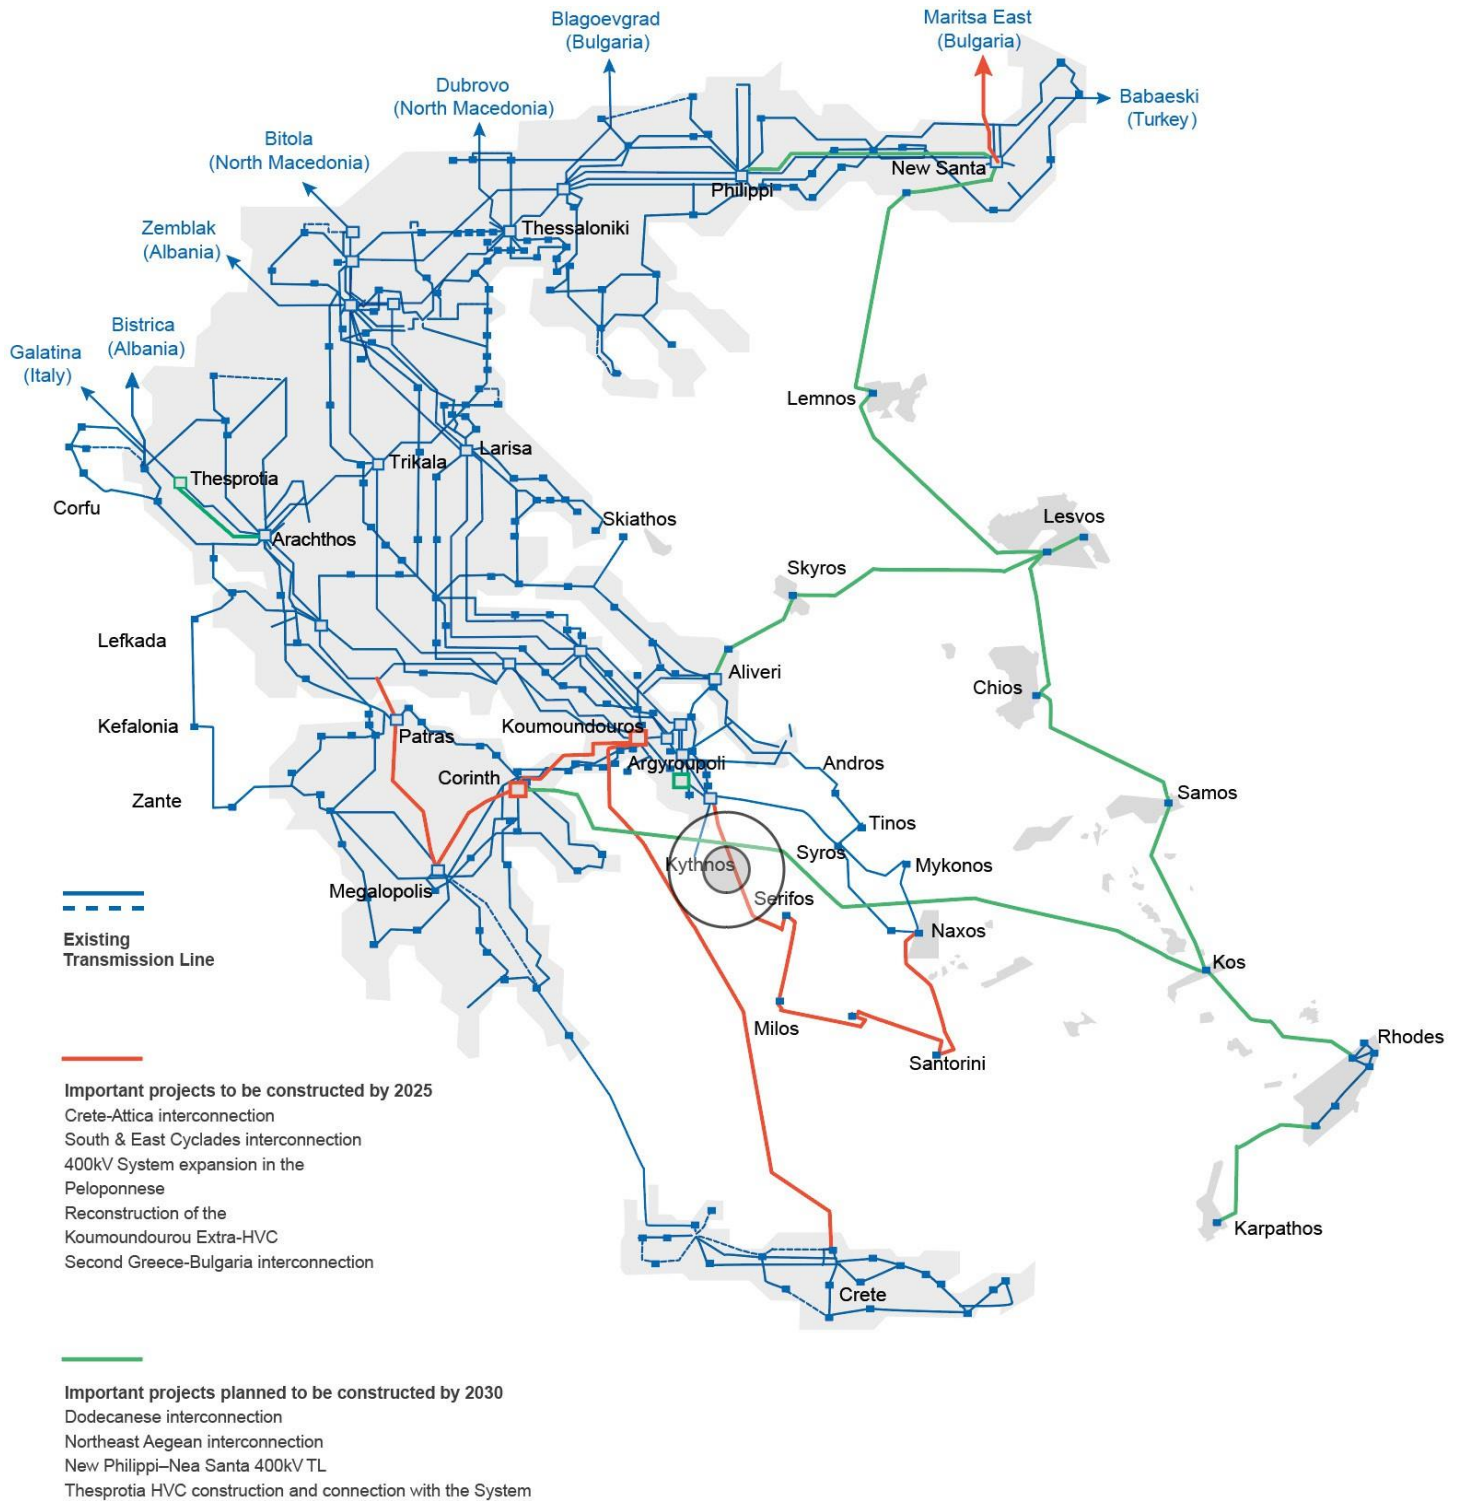 Blagoevgrad
(Bulgaria)
Maritsa East
(Bulgaria)
Dubrovo
(North Macedonia)
Babaeski
(Turkey)
Bitola
(North Macedonia)
New Santa
Philippi
Zemblak
(Albania)
Thessaloniki
Bistrica
(Albania)
Galatina
(Italy)
Lemnos
Larisa
Trikala
Thesprotia
Corfu
Skiathos
Lesvos
Arachthos
Skyros
Lefkada
Aliveri
Chios
Kefalonia
Koumoundouros
Patras
Argyroupoli
Andros
Corinth
Samos
Zante
Tinos
Syros
Mykonos
Kythnos
Megalopolis
Serifos
Naxos
Existing
Transmission Line
Kos
Milos
Rhodes
Santorini
Important projects to be constructed by 2025
Crete-Attica interconnection
South & East Cyclades interconnection
400kV System expansion in the
Peloponnese
Reconstruction of the
Koumoundourou Extra-HVC
Second Greece-Bulgaria interconnection
Karpathos
Crete
Important projects planned to be constructed by 2030
Dodecanese interconnection
Northeast Aegean interconnection
New Philippi–Nea Santa 400kV TL
Thesprotia HVC construction and connection with the System